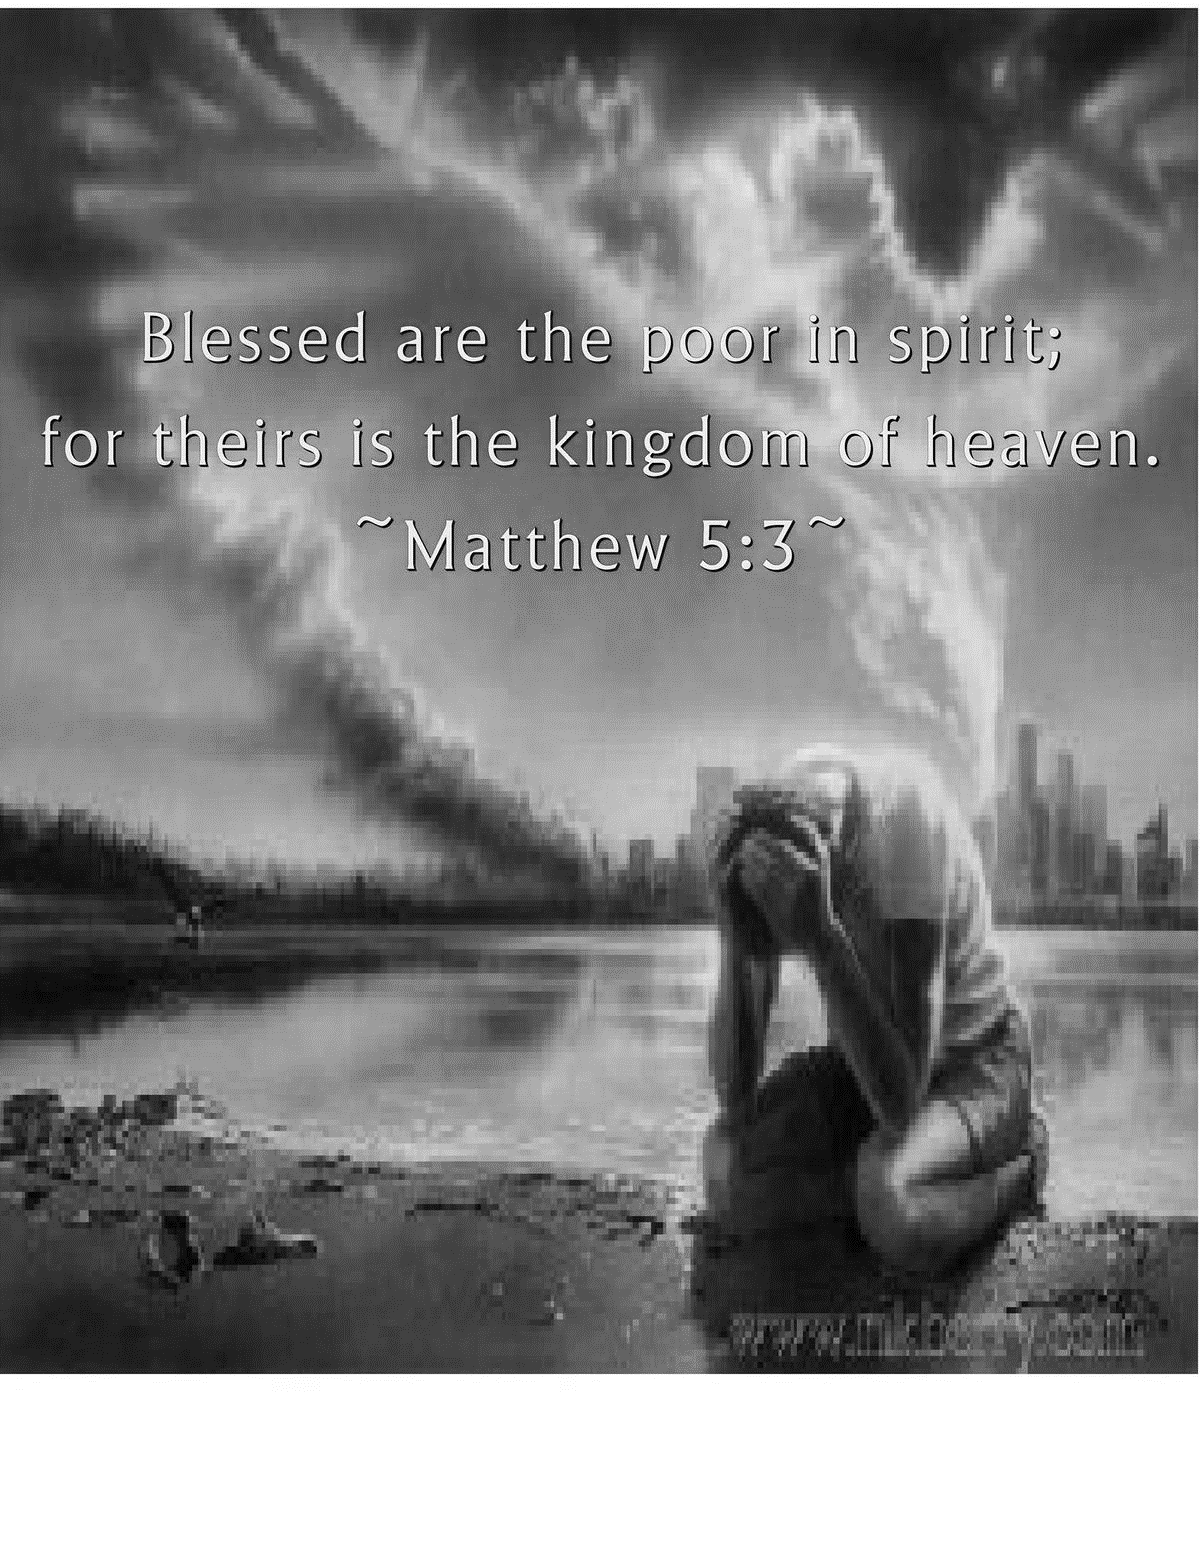 Blessed are the poor in spirit;
for theirs is the kingdom of heaven.
~Matthew 5:3~